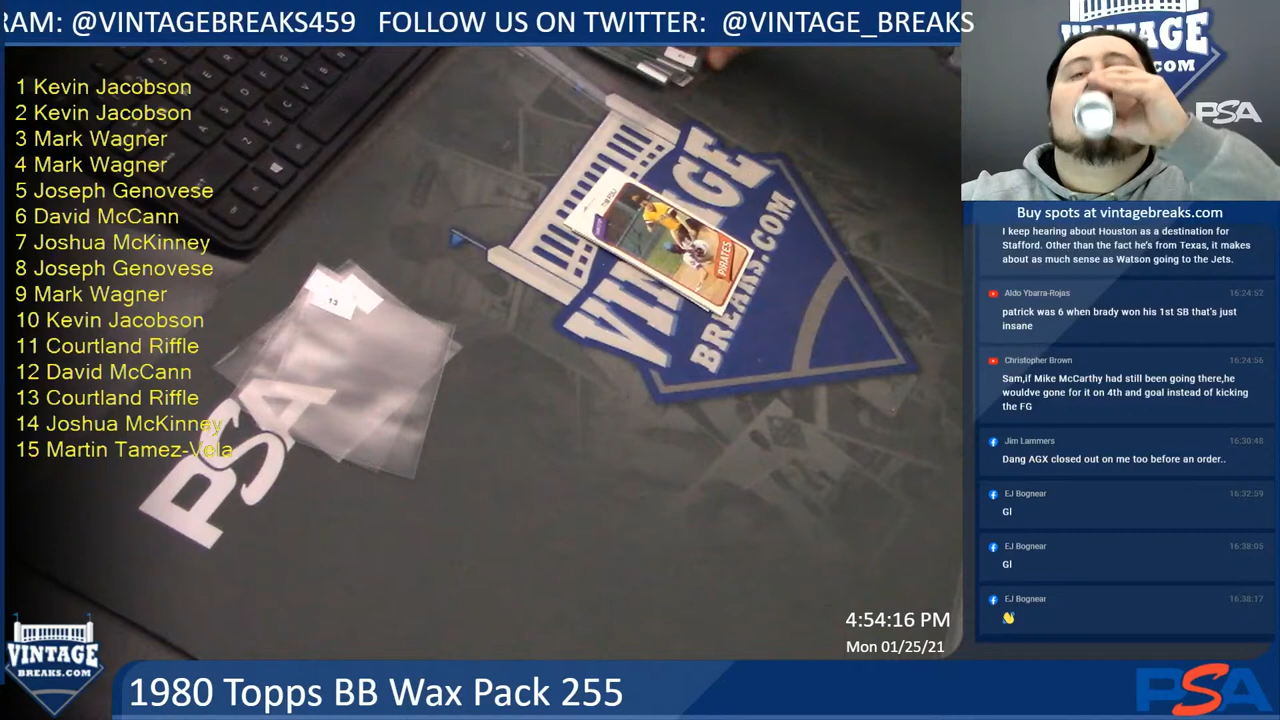 RAM: @VINTAGEBREAKS459 FOLLOW US ON TWITTER: @VINTAGE_BREAKS
1 Kevin Jacobson
2 Kevin Jacobson
3 Mark Wagner
4 Mark Wagner
5 Joseph Genovese
6 David McCann
7 Joshua McKinney
8 Joseph Genovese
9 Mark Wagner
10 Kevin Jacobson
11 Courtland Riffle
12 David McCann
13 Courtland Riffle
14 Joshua McKinney
15 Martin Tamez-Vela
13
PSA
VINTAGE
BREAKS.COM
PIRATES
VINTAGE
.COM
PSA
Buy spots at vintagebreaks.com
I keep hearing about Houston as a destination for
Stafford. Other than the fact he's from Texas, it makes
about as much sense as Watson going to the Jets.
Aldo Ybarra-Rojas 16:24:52
patrick was 6 when brady won his 1st SB that's just
insane
Christopher Brown 16:24:56
Sam,if Mike McCarthy had still been going there,he
wouldve gone for it on 4th and goal instead of kicking
the FG
Jim Lammers 16:30:48
Dang AGX closed out on me too before an order..
EJ Bognear 16:32:59
Gl
EJ Bognear 16:38:05
Gl
EJ Bognear 16:38:17
👋
4:54:16 PM
Mon 01/25/21
VINTAGE
BREAKS.COM
1980 Topps BB Wax Pack 255
PSA